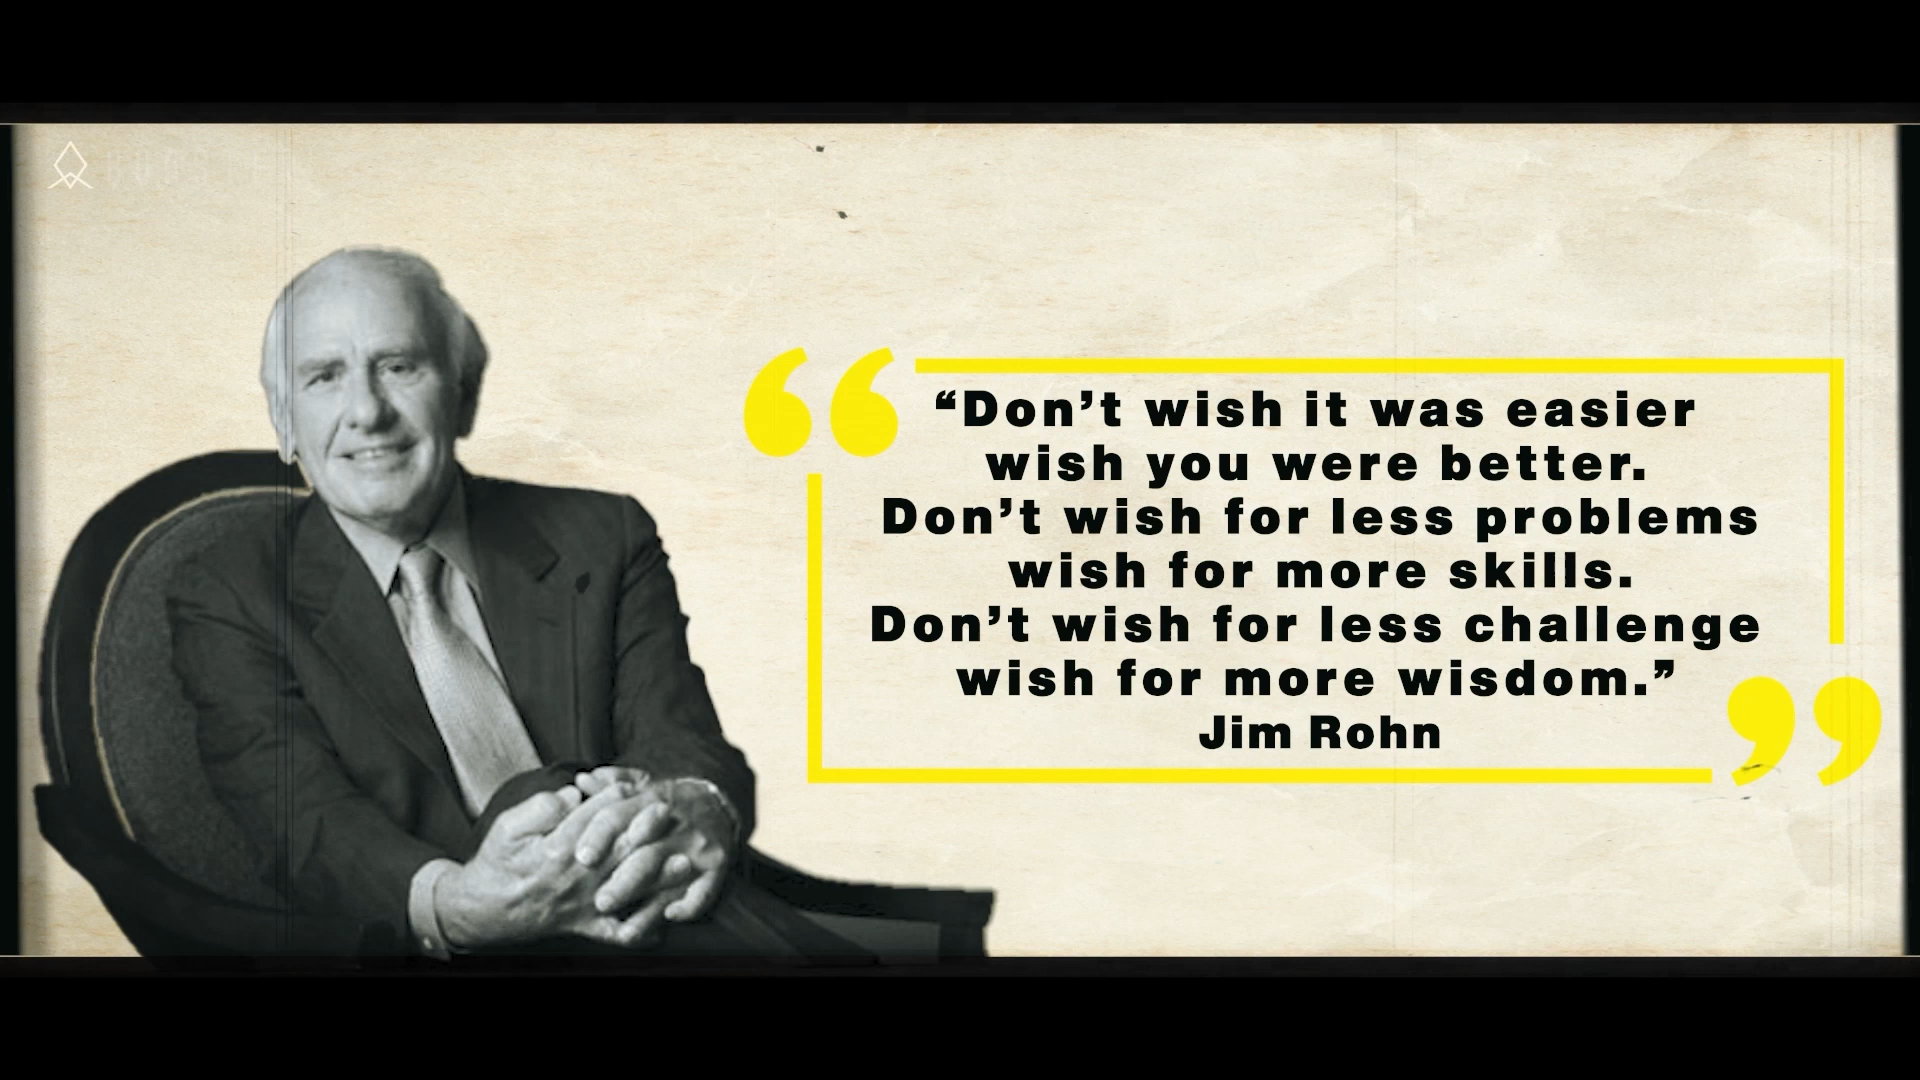 “Don’t wish it was easier
wish you were better.
Don’t wish for less problems
wish for more skills.
Don’t wish for less challenge
wish for more wisdom.”
Jim Rohn